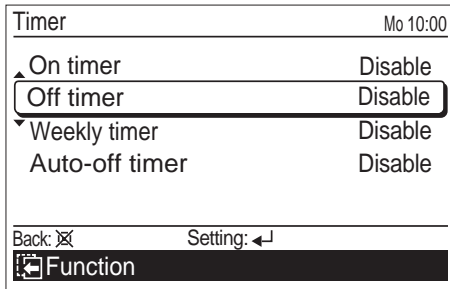 Timer Mo 10:00
On timer Disable
Off timer Disable
Weekly timer Disable
Auto-off timer Disable
Back: Setting:
Function